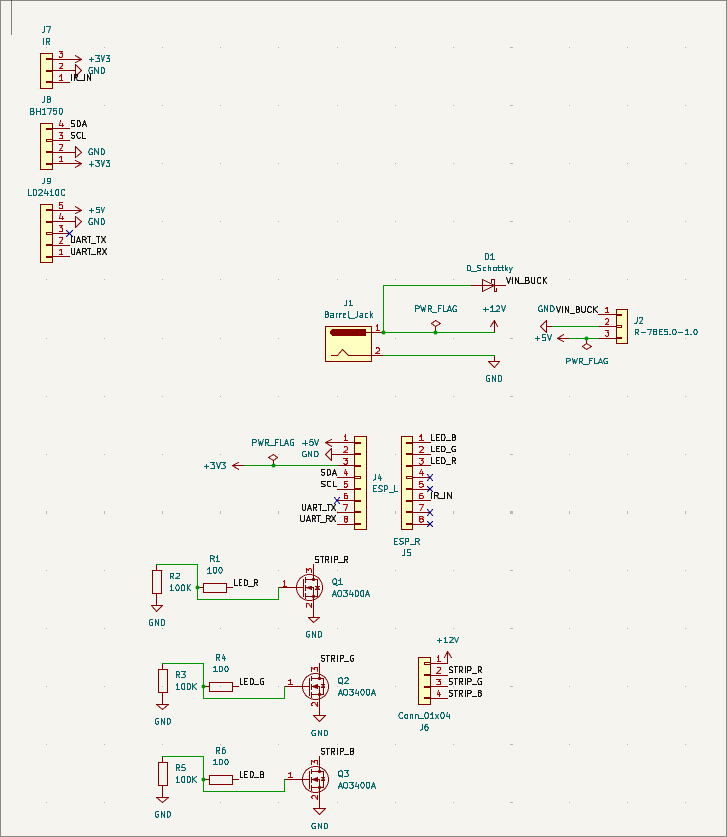 J7
IR
3 +3V3
2 GND
1 IR_IN
J8
BH1750
4 SDA
3 SCL
2 GND
1 +3V3
J9
LD2410C
5 +5V
4 GND
3
2 UART_TX
1 UART_RX
D1
D_Schottky
VIN_BUCK
J1
Barrel_Jack
1
2
PWR_FLAG
+12V
GND
GND VIN_BUCK 1
2
+5V 3
J2
R-78E5.0-1.0
PWR_FLAG
PWR_FLAG +5V 1
GND 2
+3V3 3
SDA 4
SCL 5
6
UART_TX 7
UART_RX 8
J4
ESP_L
1 LED_B
2 LED_G
3 LED_R
4
5
6 IR_IN
7
8
ESP_R
J5
STRIP_R
R1
100
R2
100K
LED_R
1
3
2
Q1
AO3400A
GND
GND
STRIP_G
R4
100
R3
100K
LED_G
1
3
2
Q2
AO3400A
GND
GND
+12V
1
2 STRIP_R
3 STRIP_G
4 STRIP_B
Conn_01x04
J6
STRIP_B
R6
100
R5
100K
LED_B
1
3
2
Q3
AO3400A
GND
GND